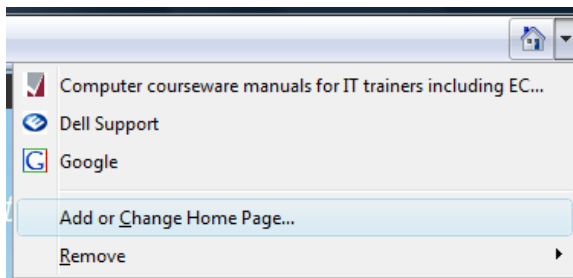 Computer courseware manuals for IT trainers including EC...
Dell Support
Google
Add or Change Home Page...
Remove